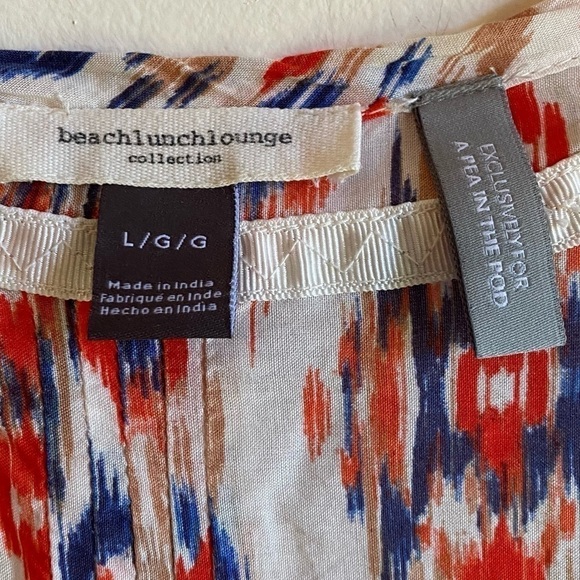 beachlunchlounge
collection
L/G/G
Made in India
Fabriqué en Inde
Hecho en India
EXCLUSIVELY FOR
A PEA IN THE POD